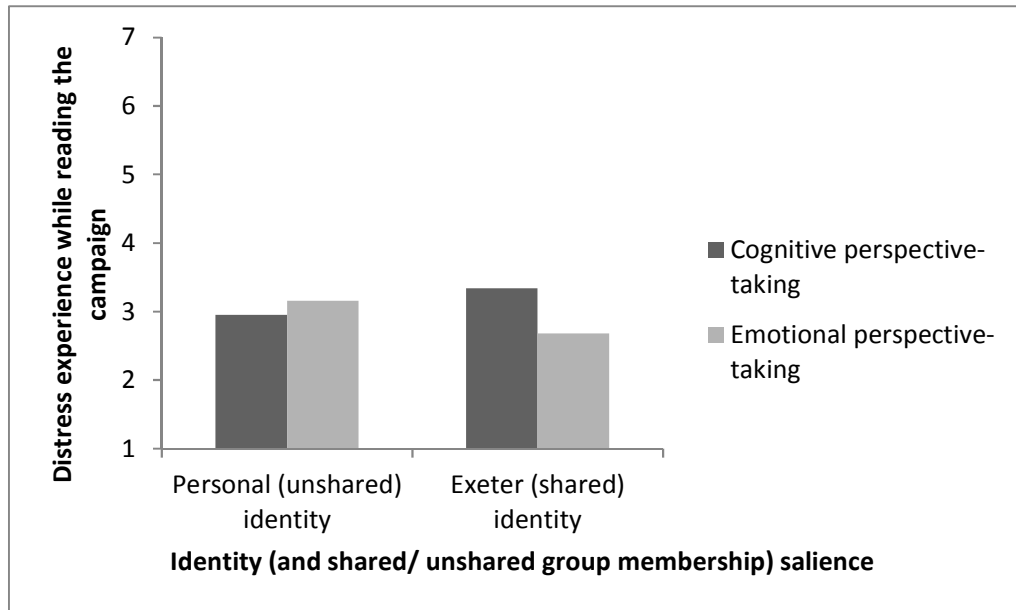 Distress experience while reading the
campaign
7
6
5
4
3
2
1
Personal (unshared)
identity
Exeter (shared)
identity
Identity (and shared/ unshared group membership) salience
Cognitive perspective-
taking
Emotional perspective-
taking